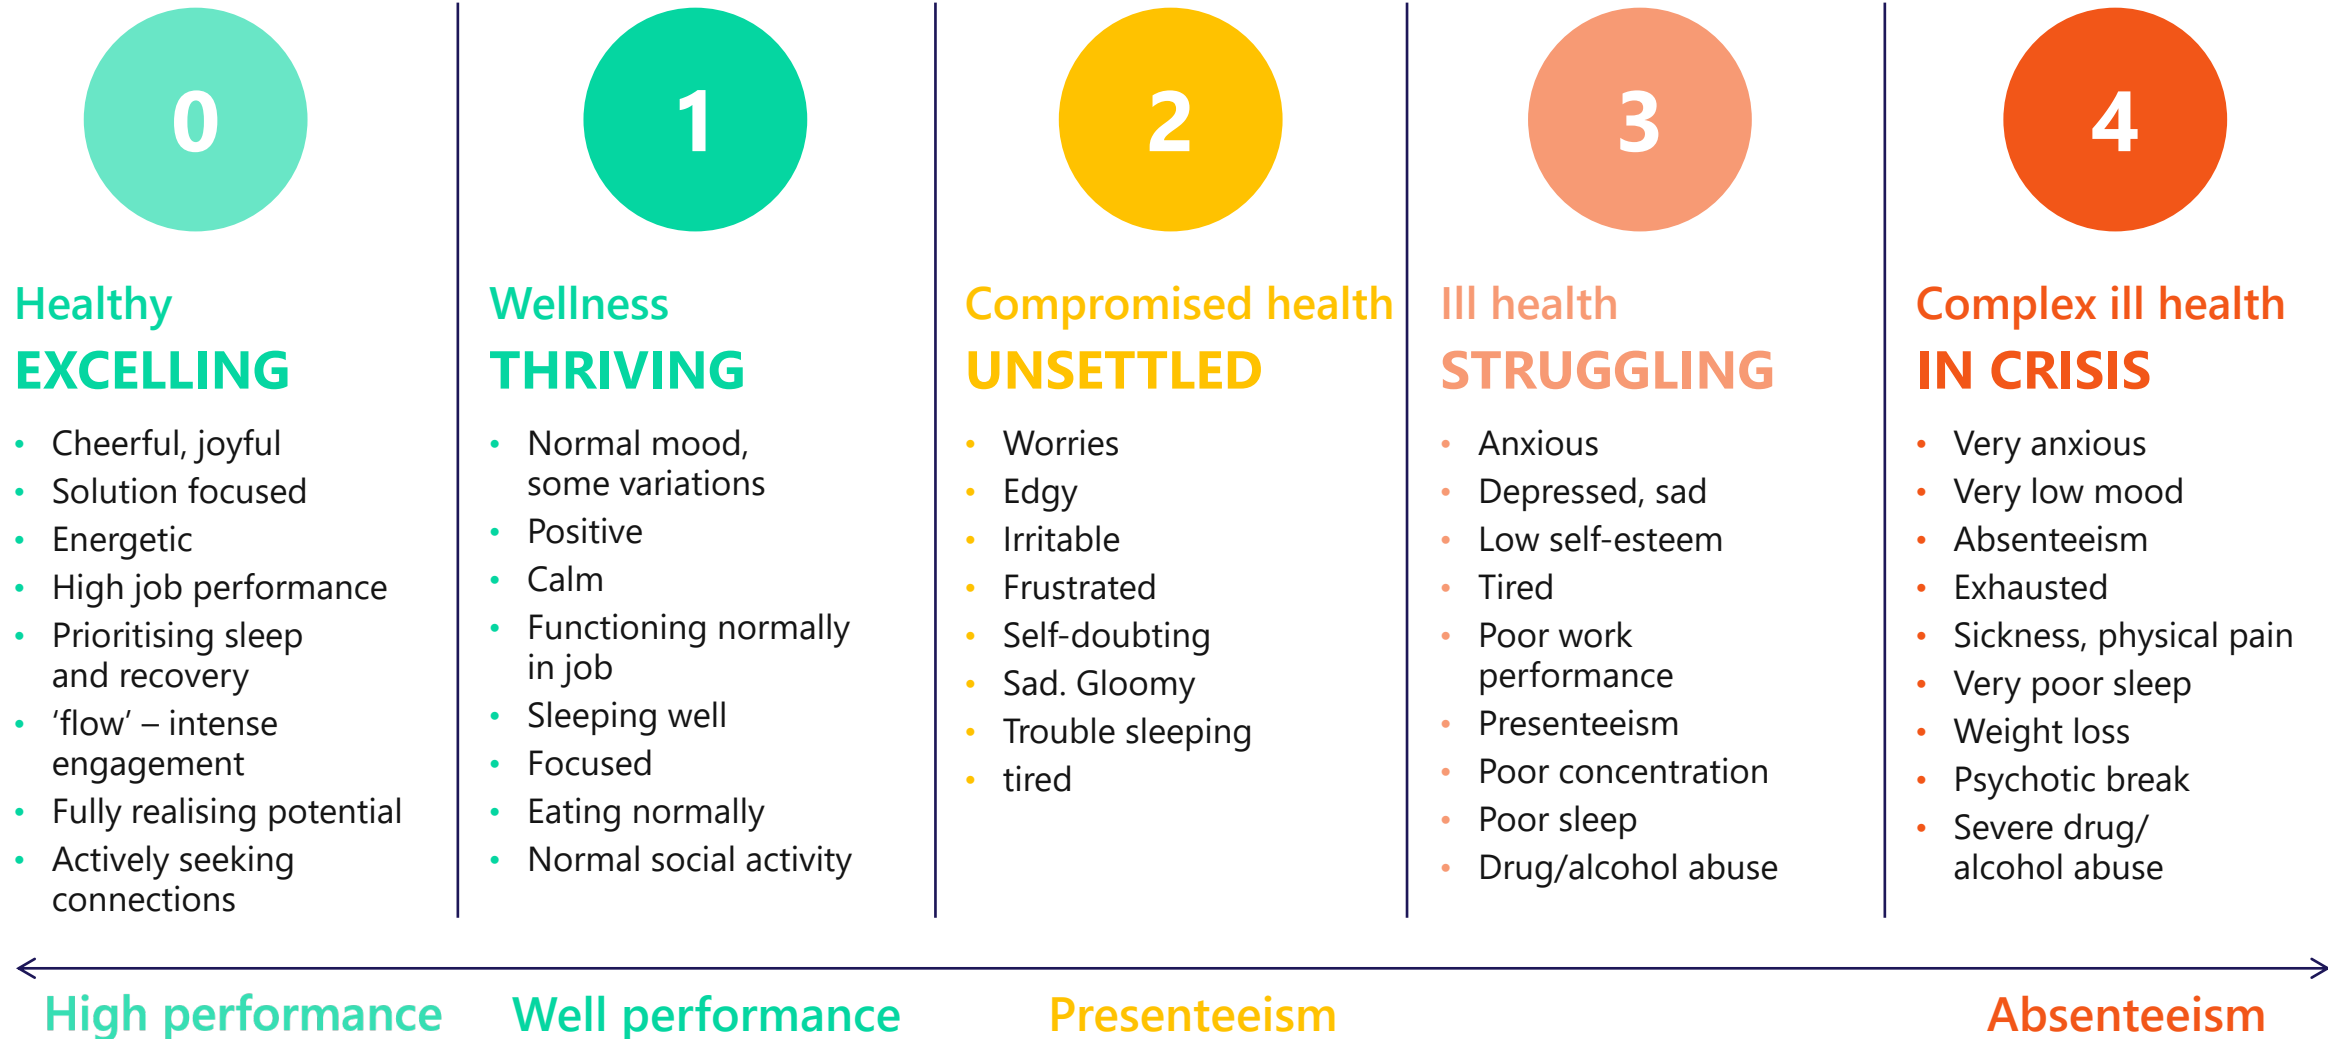 0
Healthy
EXCELLING
• Cheerful, joyful
• Solution focused
• Energetic
• High job performance
• Prioritising sleep
and recovery
• ‘flow’ – intense
engagement
• Fully realising potential
• Actively seeking
connections
1
Wellness
THRIVING
• Normal mood,
some variations
• Positive
• Calm
• Functioning normally
in job
• Sleeping well
• Focused
• Eating normally
• Normal social activity
2
Compromised health
UNSETTLED
• Worries
• Edgy
• Irritable
• Frustrated
• Self-doubting
• Sad. Gloomy
• Trouble sleeping
• tired
3
Ill health
STRUGGLING
• Anxious
• Depressed, sad
• Low self-esteem
• Tired
• Poor work
performance
• Presenteeism
• Poor concentration
• Poor sleep
• Drug/alcohol abuse
4
Complex ill health
IN CRISIS
• Very anxious
• Very low mood
• Absenteeism
• Exhausted
• Sickness, physical pain
• Very poor sleep
• Weight loss
• Psychotic break
• Severe drug/
alcohol abuse
High performance
Well performance
Presenteeism
Absenteeism